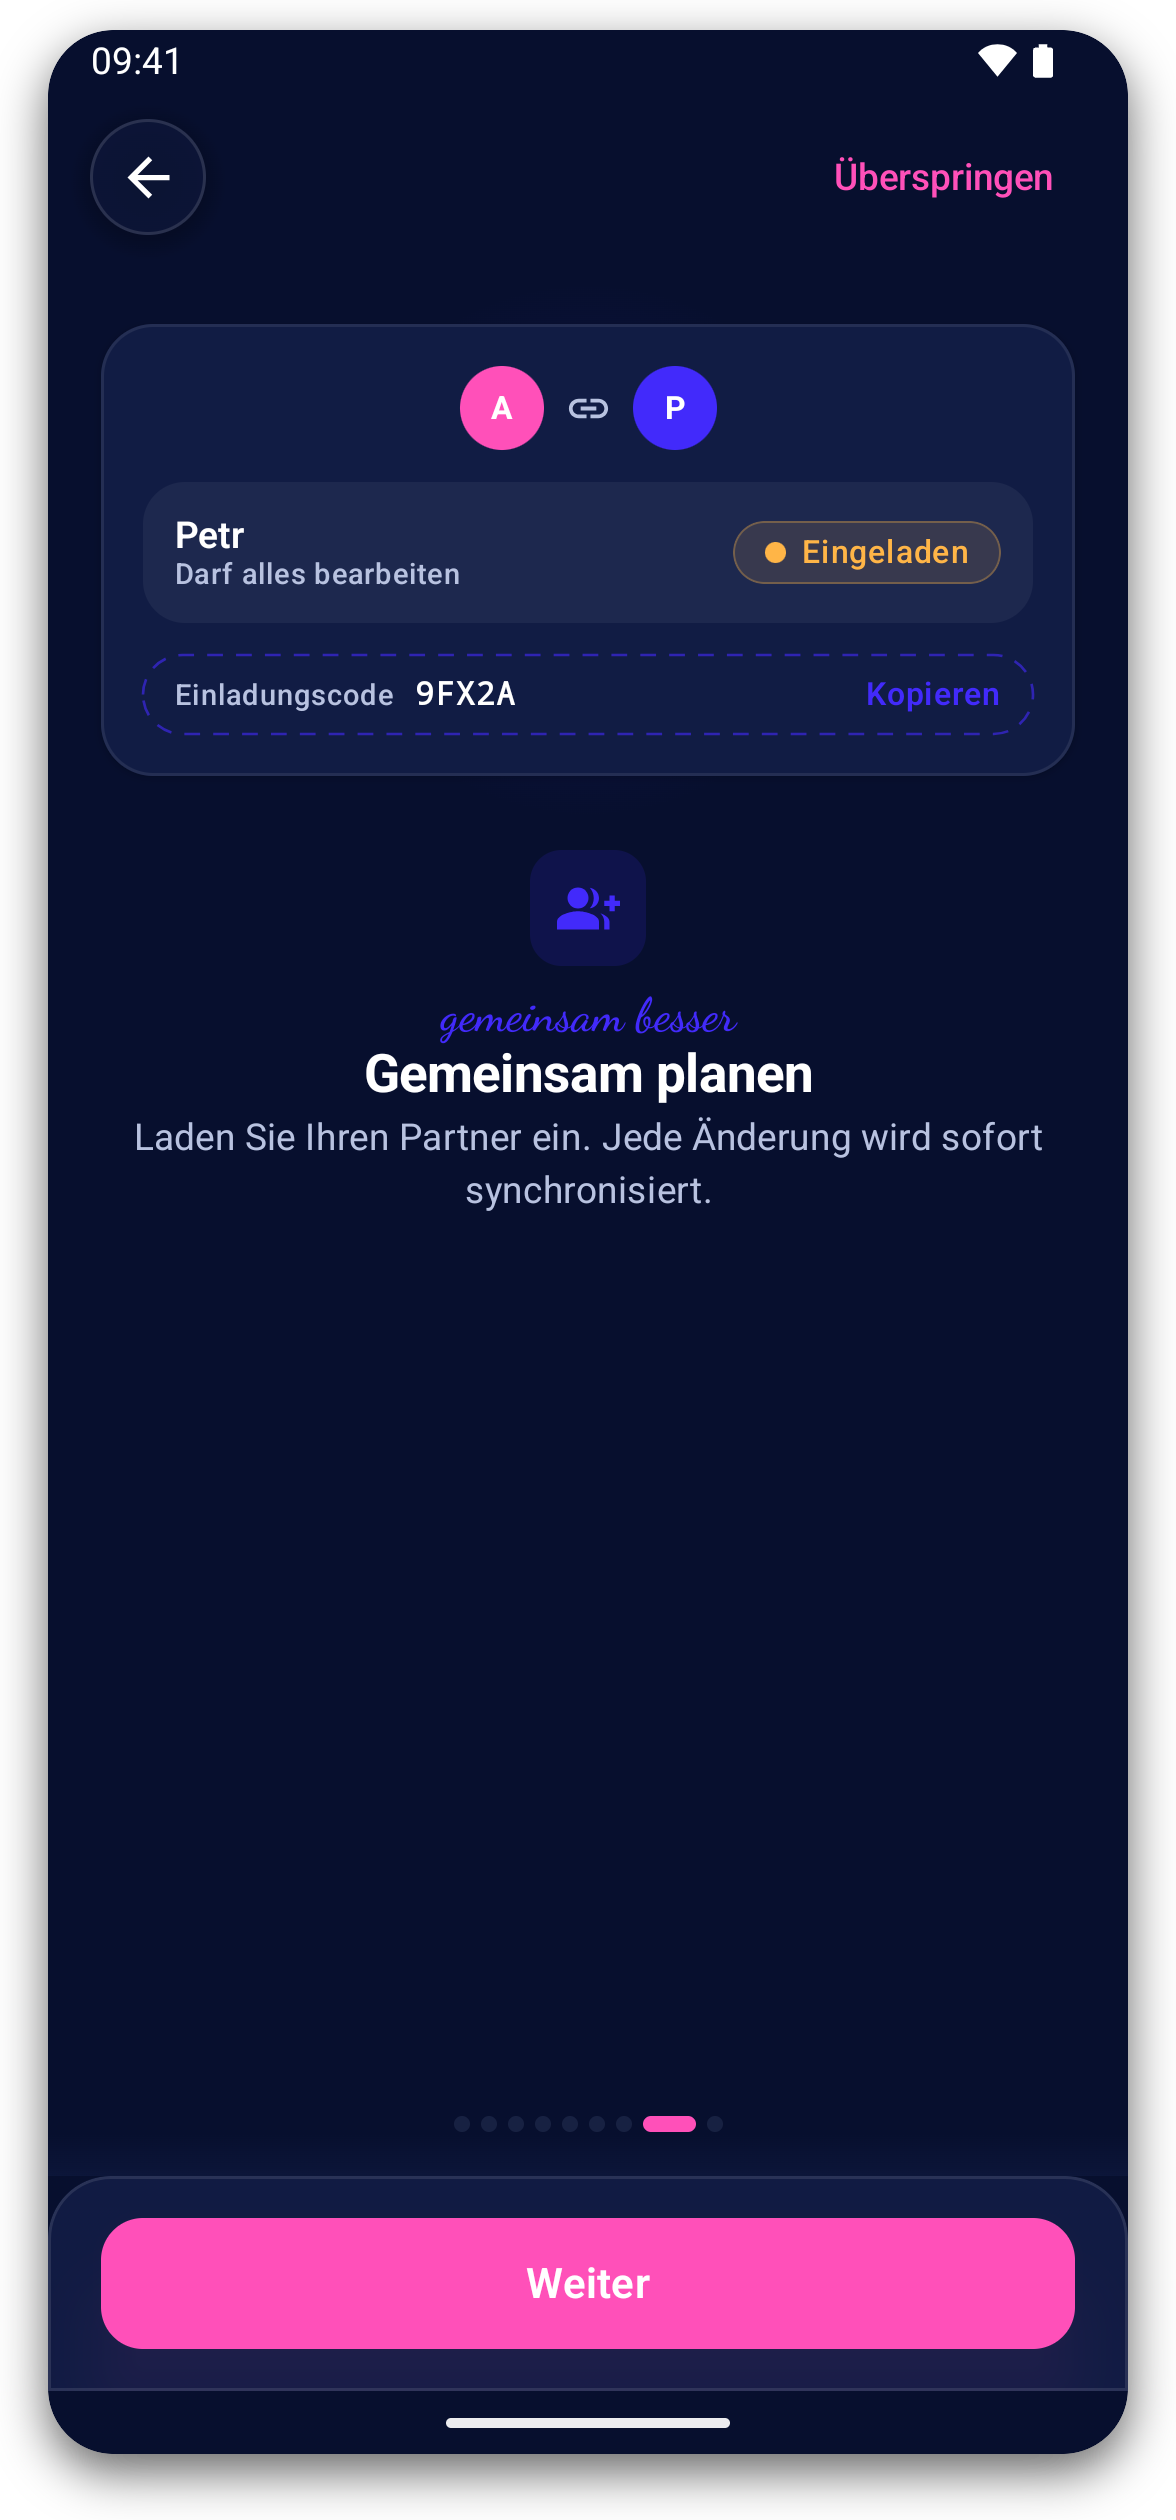 09:41
Überspringen
A P
Petr
Darf alles bearbeiten
Eingeladen
Einladungscode 9FX2A
Kopieren
gemeinsam besser
Gemeinsam planen
Laden Sie Ihren Partner ein. Jede Änderung wird sofort
synchronisiert.
Weiter